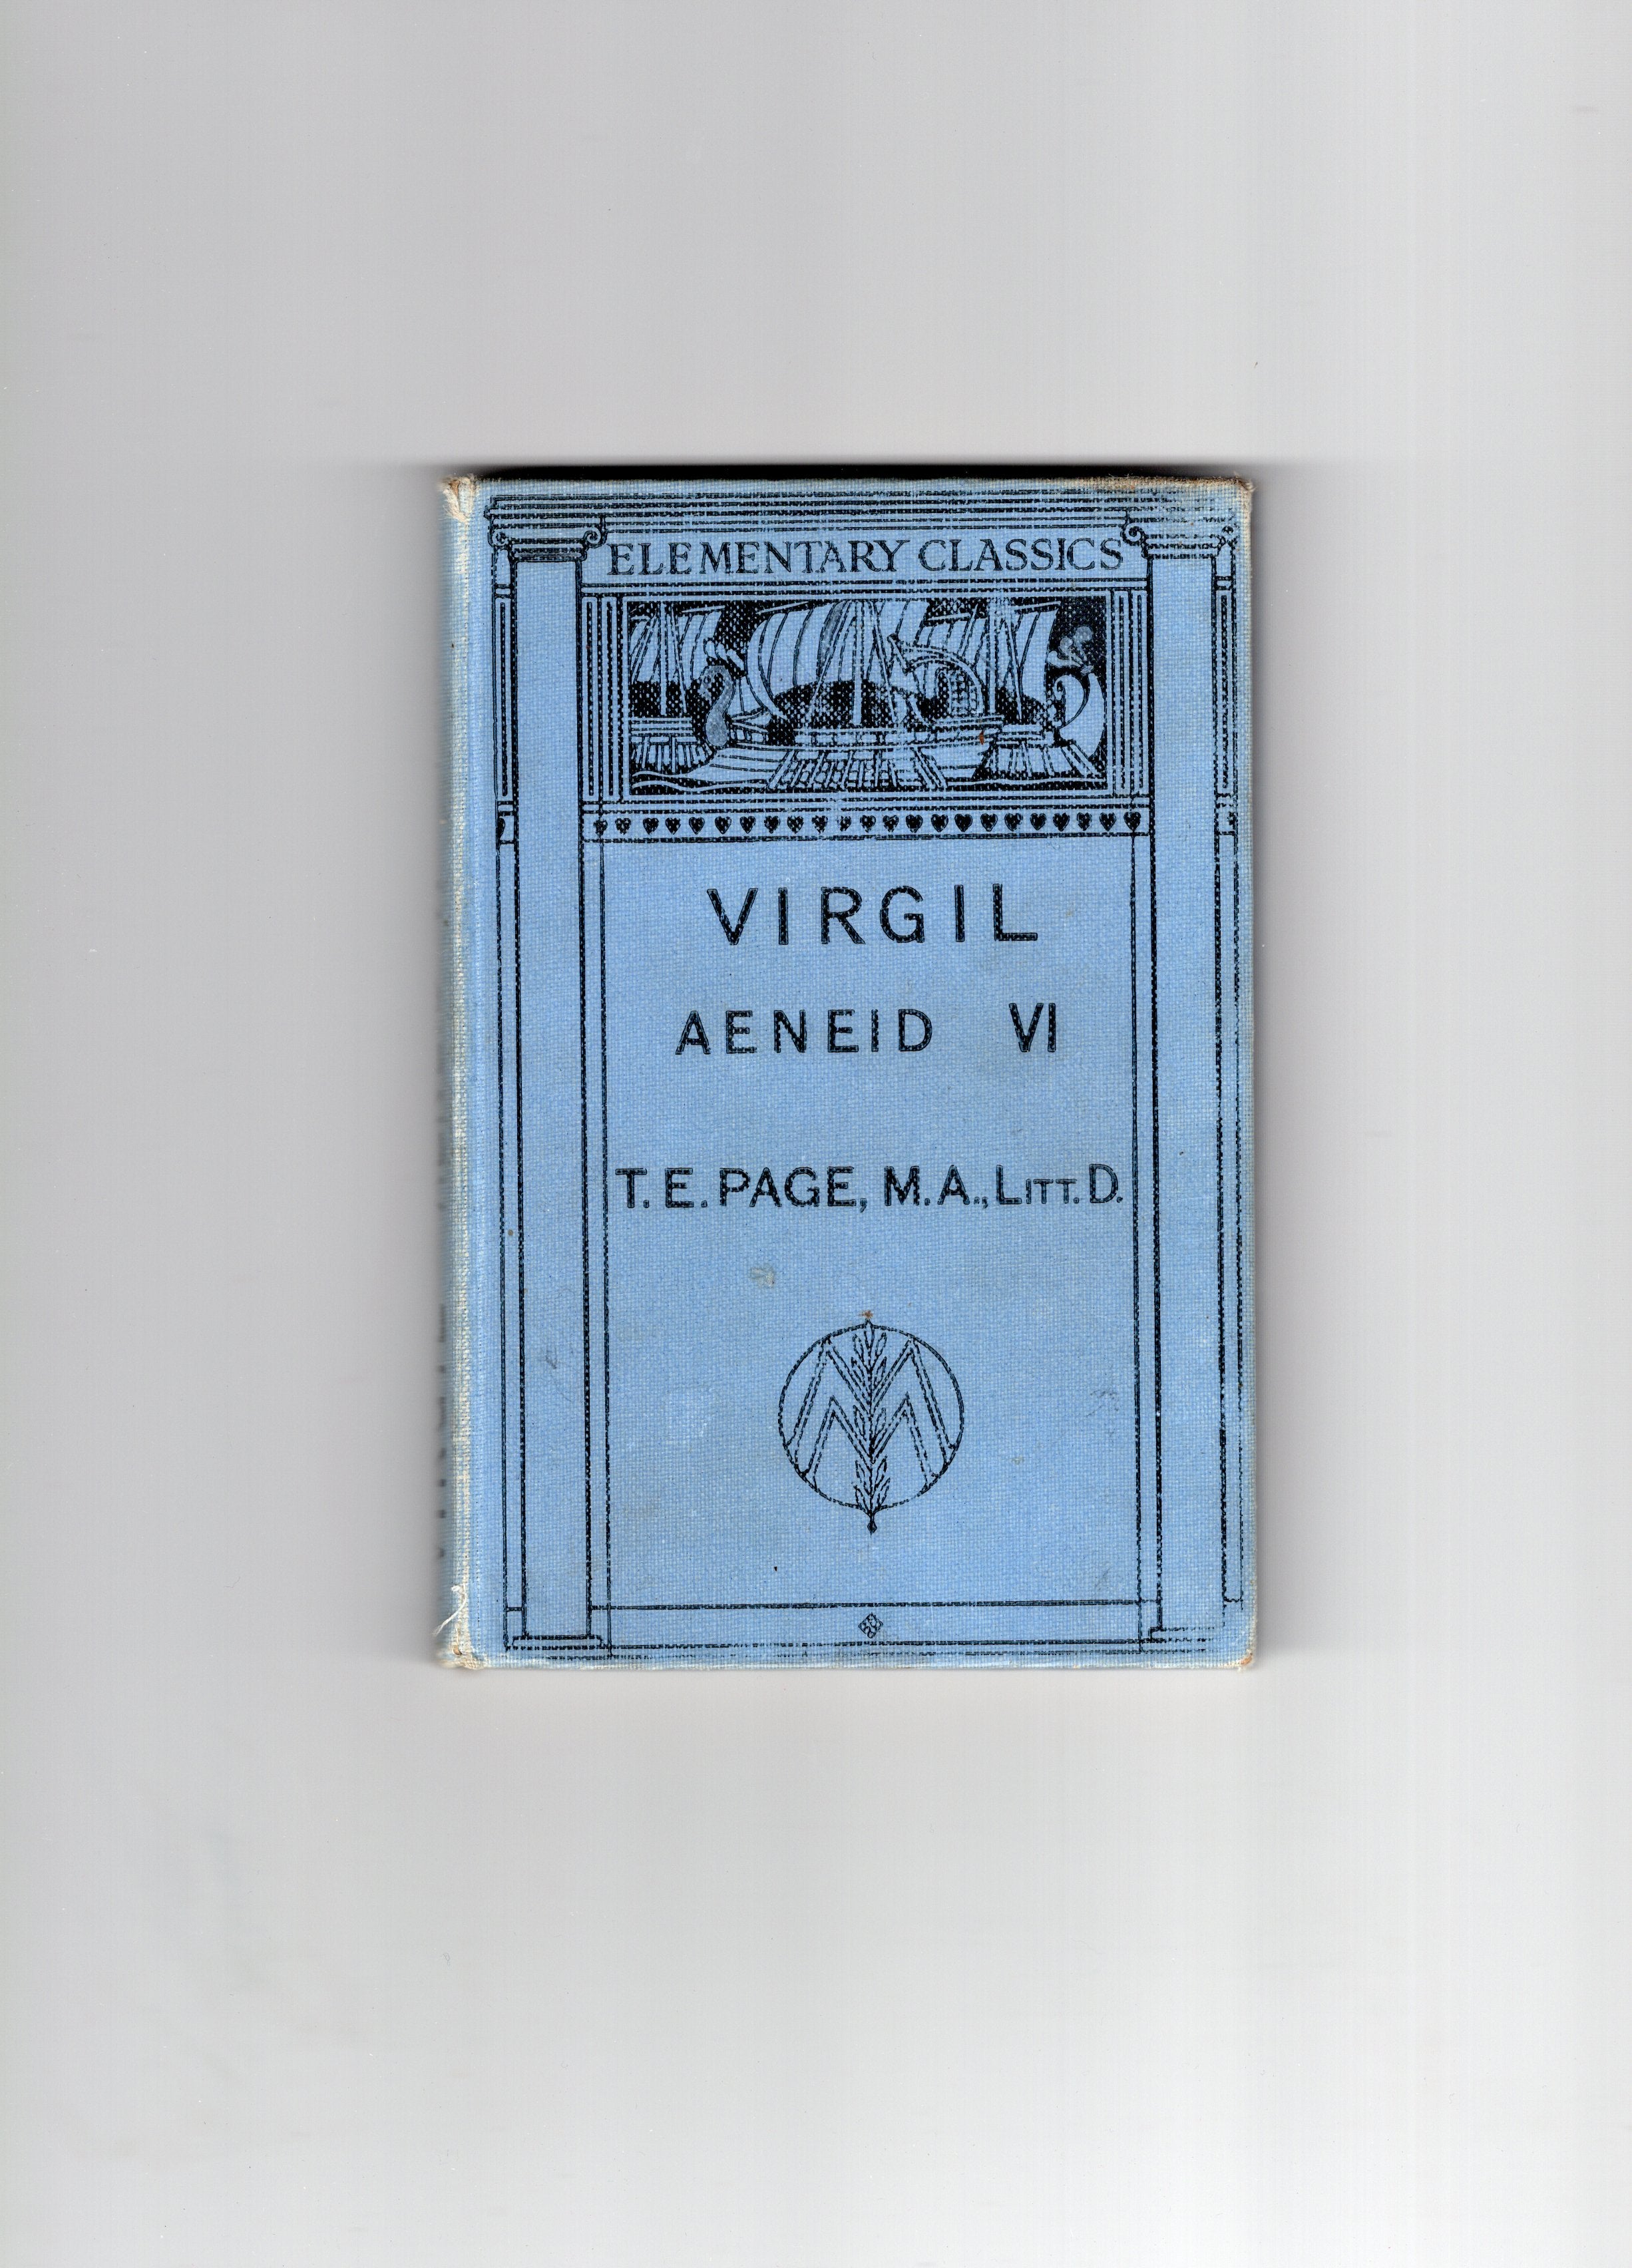 ELEMENTARY CLASSICS
VIRGIL
AENEID VI
T. E. PAGE, M.A., LITT. D.
M